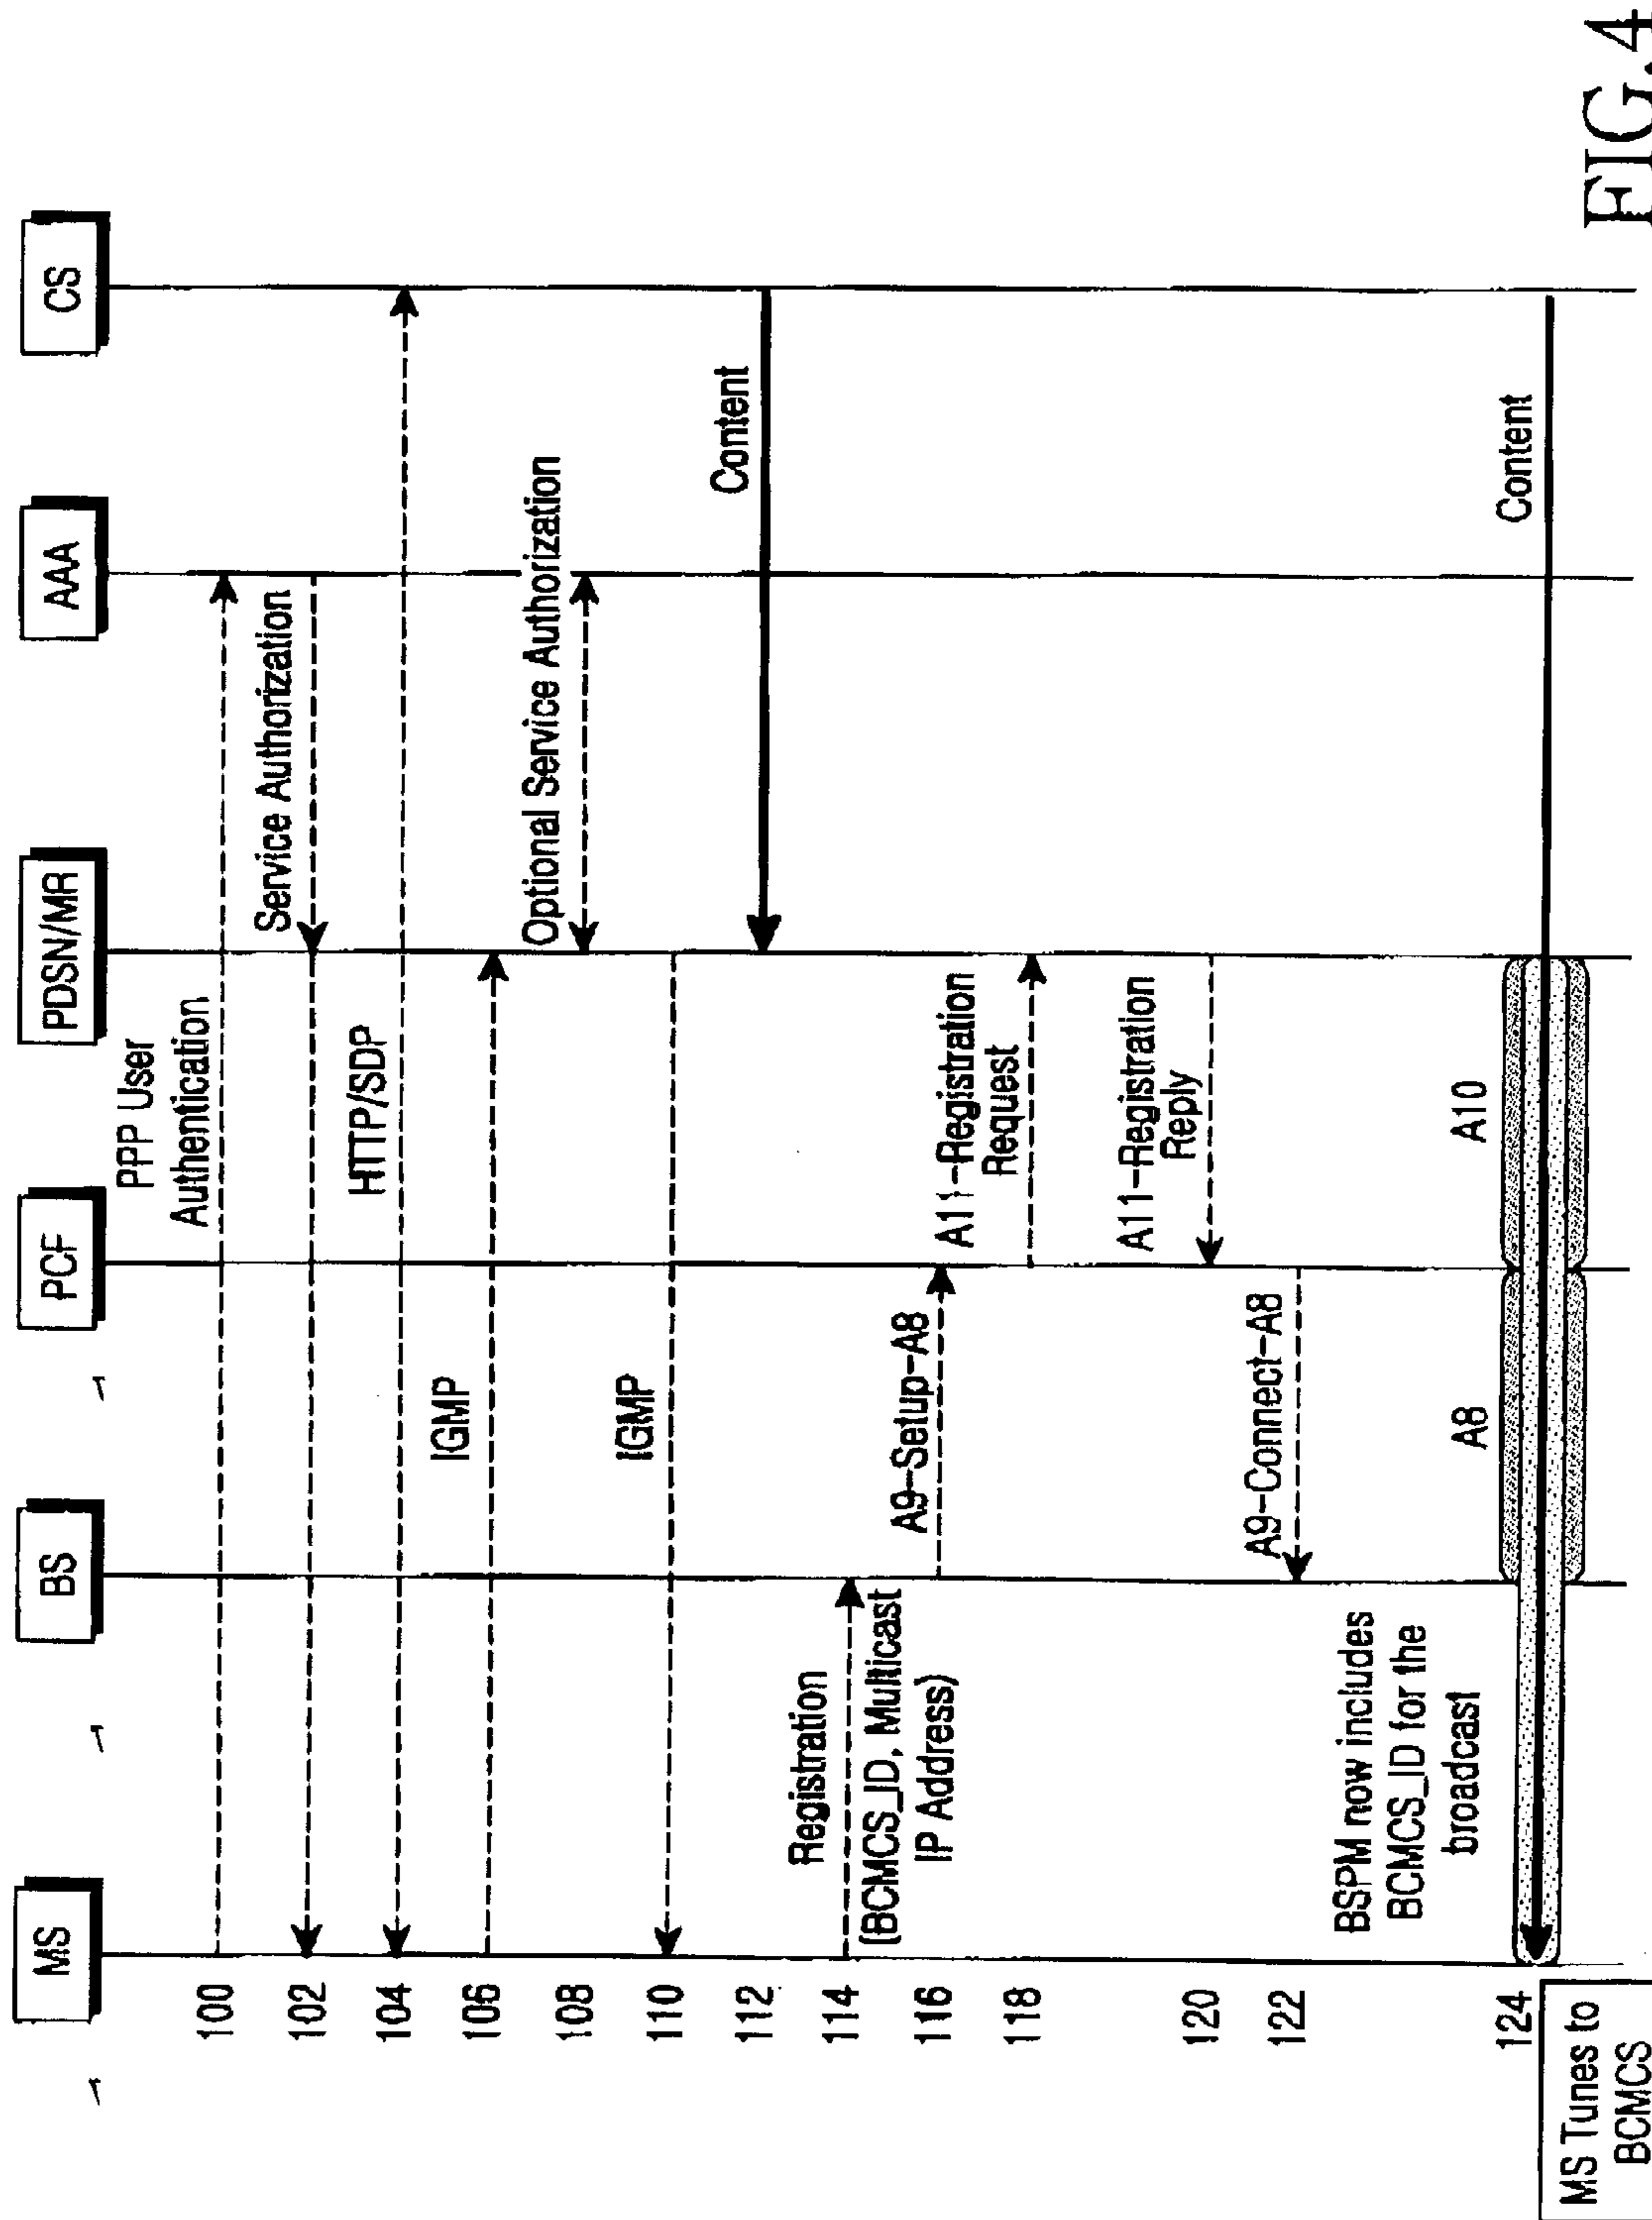 MS
BS
PCF
PDSN/MR
AAA
CS
100
PPP User
Authentication
102
Service Authorization
104
HTTP/SDP
106
IGMP
108
Optional Service Authorization
110
IGMP
112
Content
114
Registration
(BCMCS_ID, Multicast
IP Address)
116
A9-Setup-A8
118
A11-Registration
Request
120
A11-Registration
Reply
122
A9-Connect-A8
BSPM now includes
BCMCS_ID for the
broadcast
124
A8
A10
Content
MS Tunes to
BCMCS
FIG.4